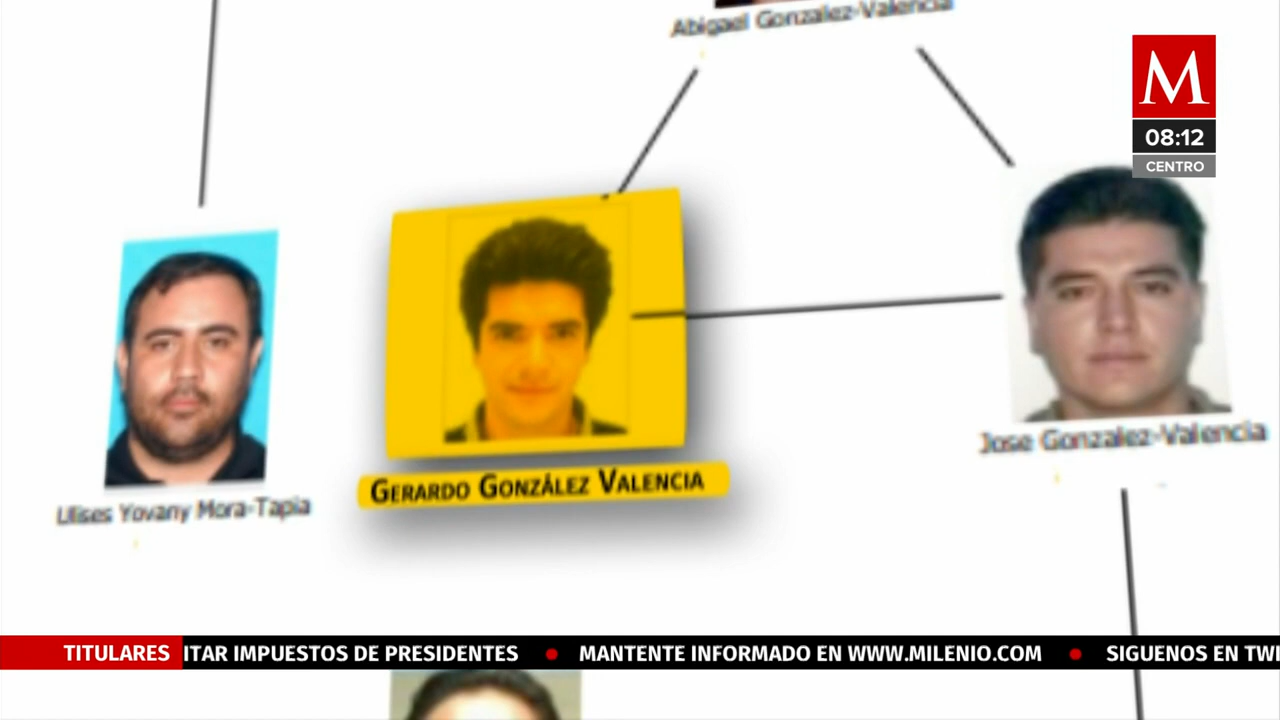 Abigael Gonzalez-Valencia
M
08:12
CENTRO
Jose Gonzalez-Valencia
GERARDO GONZÁLEZ VALENCIA
Ulises Yovany Mora-Tapia
TITULARES ITAR IMPUESTOS DE PRESIDENTES • MANTENTE INFORMADO EN WWW.MILENIO.COM • SIGUENOS EN TWI